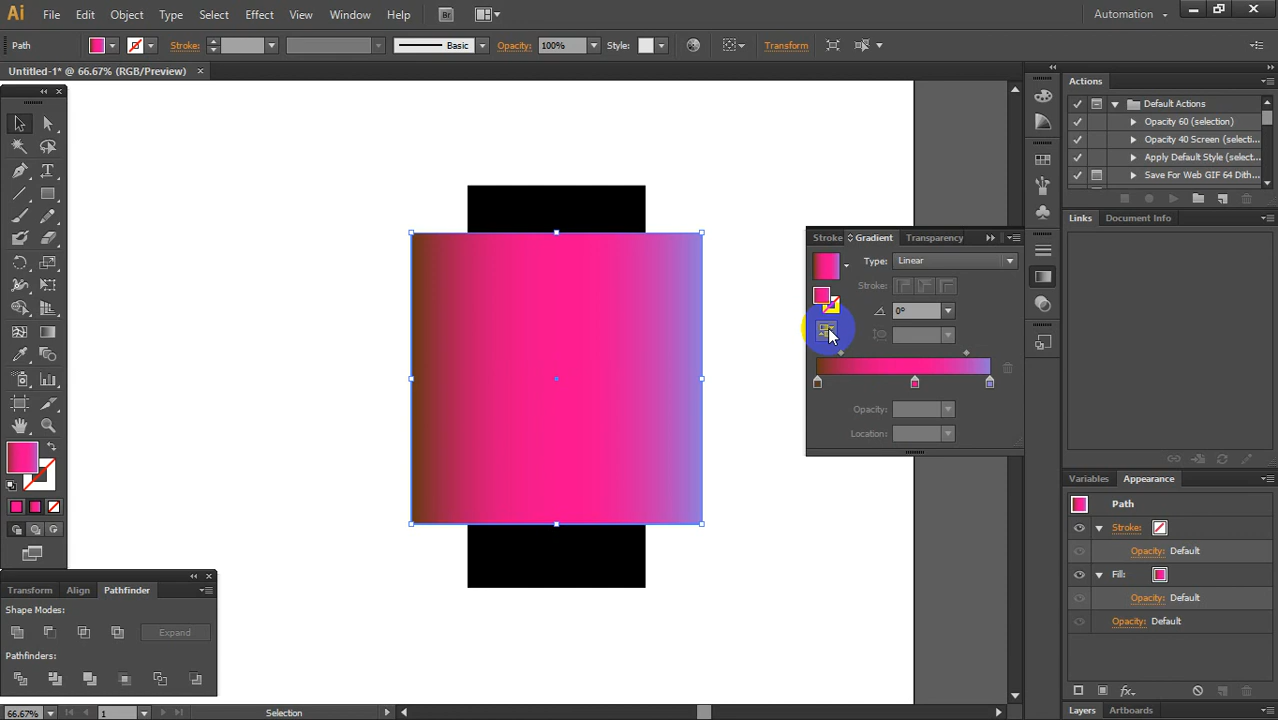 Ai File Edit Object Type Select Effect View Window Help Br Automation
Path Stroke: Basic Opacity: 100% Style: Transform
Untitled-1* @ 66.67% (RGB/Preview)
Actions
Default Actions
Opacity 60 (selection)
Opacity 40 Screen (selecti...
Apply Default Style (select...
Save For Web GIF 64 Dith...
Links Document Info
Stroke Gradient Transparency
Type: Linear
Stroke:
0°
Opacity:
Location:
Variables Appearance
Path
Stroke:
Opacity: Default
Fill:
Opacity: Default
Opacity: Default
fx
Layers Artboards
Transform Align Pathfinder
Shape Modes:
Expand
Pathfinders:
66.67% 1 Selection